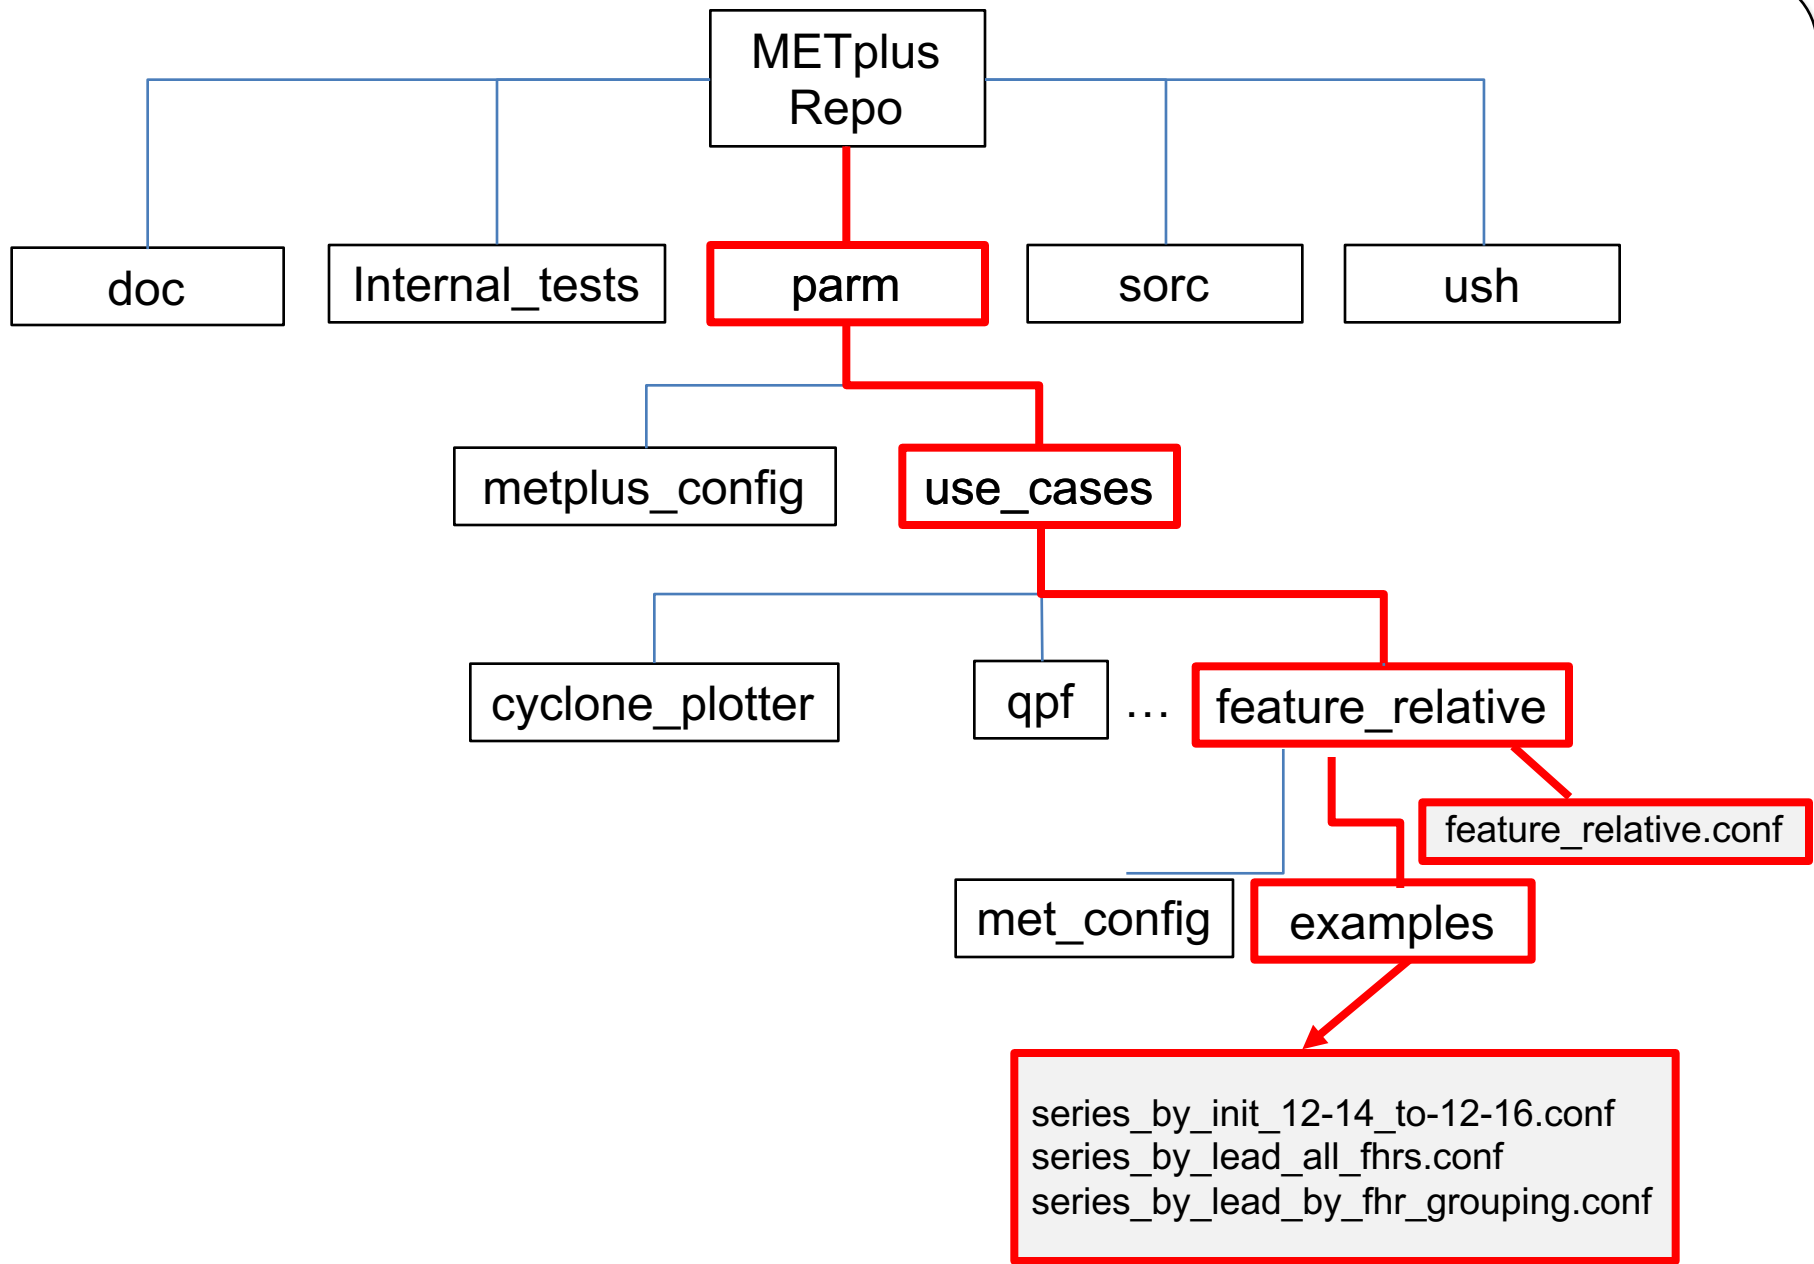 METplus
Repo
doc
Internal_tests
parm
sorc
ush
metplus_config
use_cases
cyclone_plotter
qpf
...
feature_relative
feature_relative.conf
met_config
examples
series_by_init_12-14_to-12-16.conf
series_by_lead_all_fhrs.conf
series_by_lead_by_fhr_grouping.conf